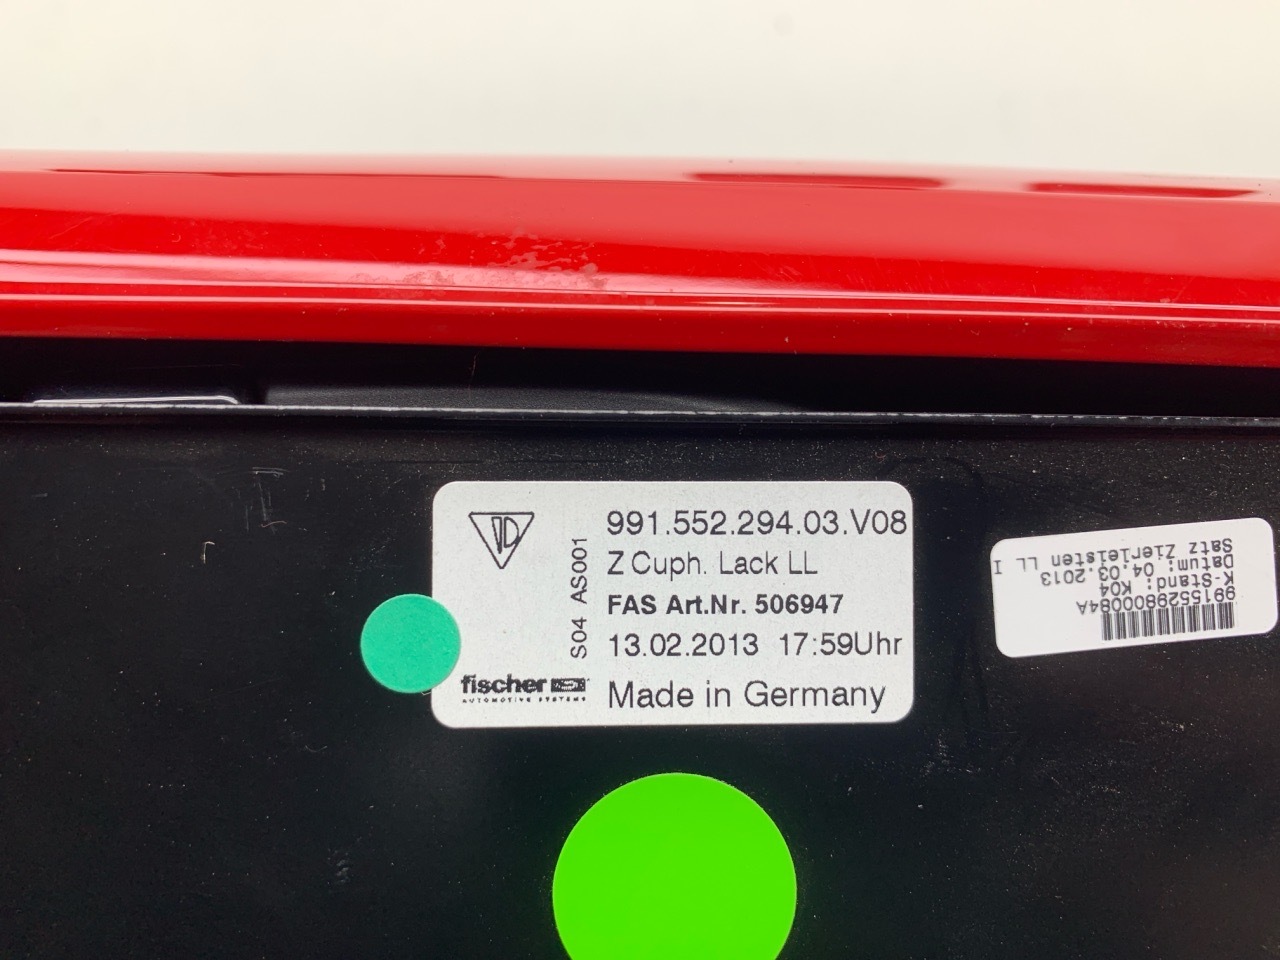 991.552.294.03.V08
Z Cuph. Lack LL
FAS Art.Nr. 506947
13.02.2013 17:59Uhr
Made in Germany
S04 AS001
fischer
AUTOMOTIVE SYSTEMS
9915529800084A
K-Stand: K04
Datum: 04.03.2013
Satz Zierleisten LL I